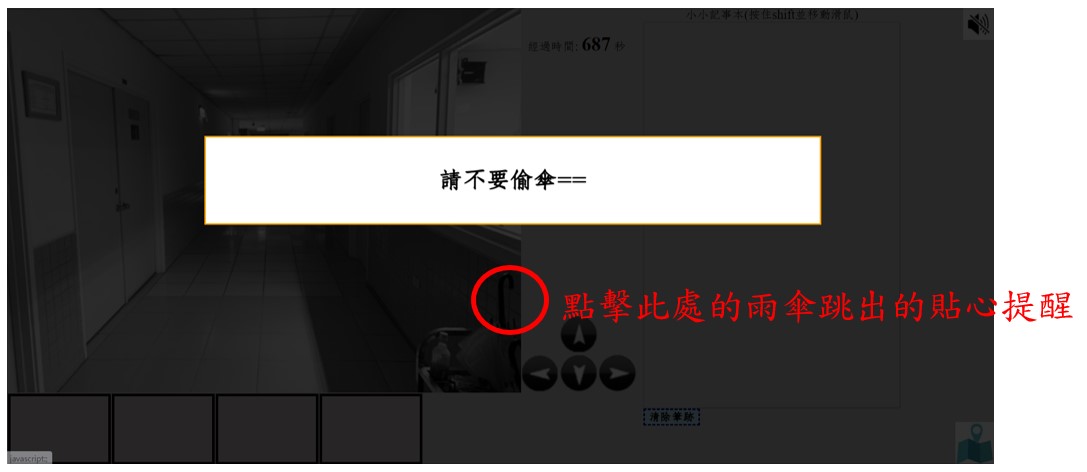 小小記事本(按住shift並移動滑鼠)
經過時間: 687 秒
請不要偷傘==
點擊此處的雨傘跳出的貼心提醒
清除筆跡
javascript:;